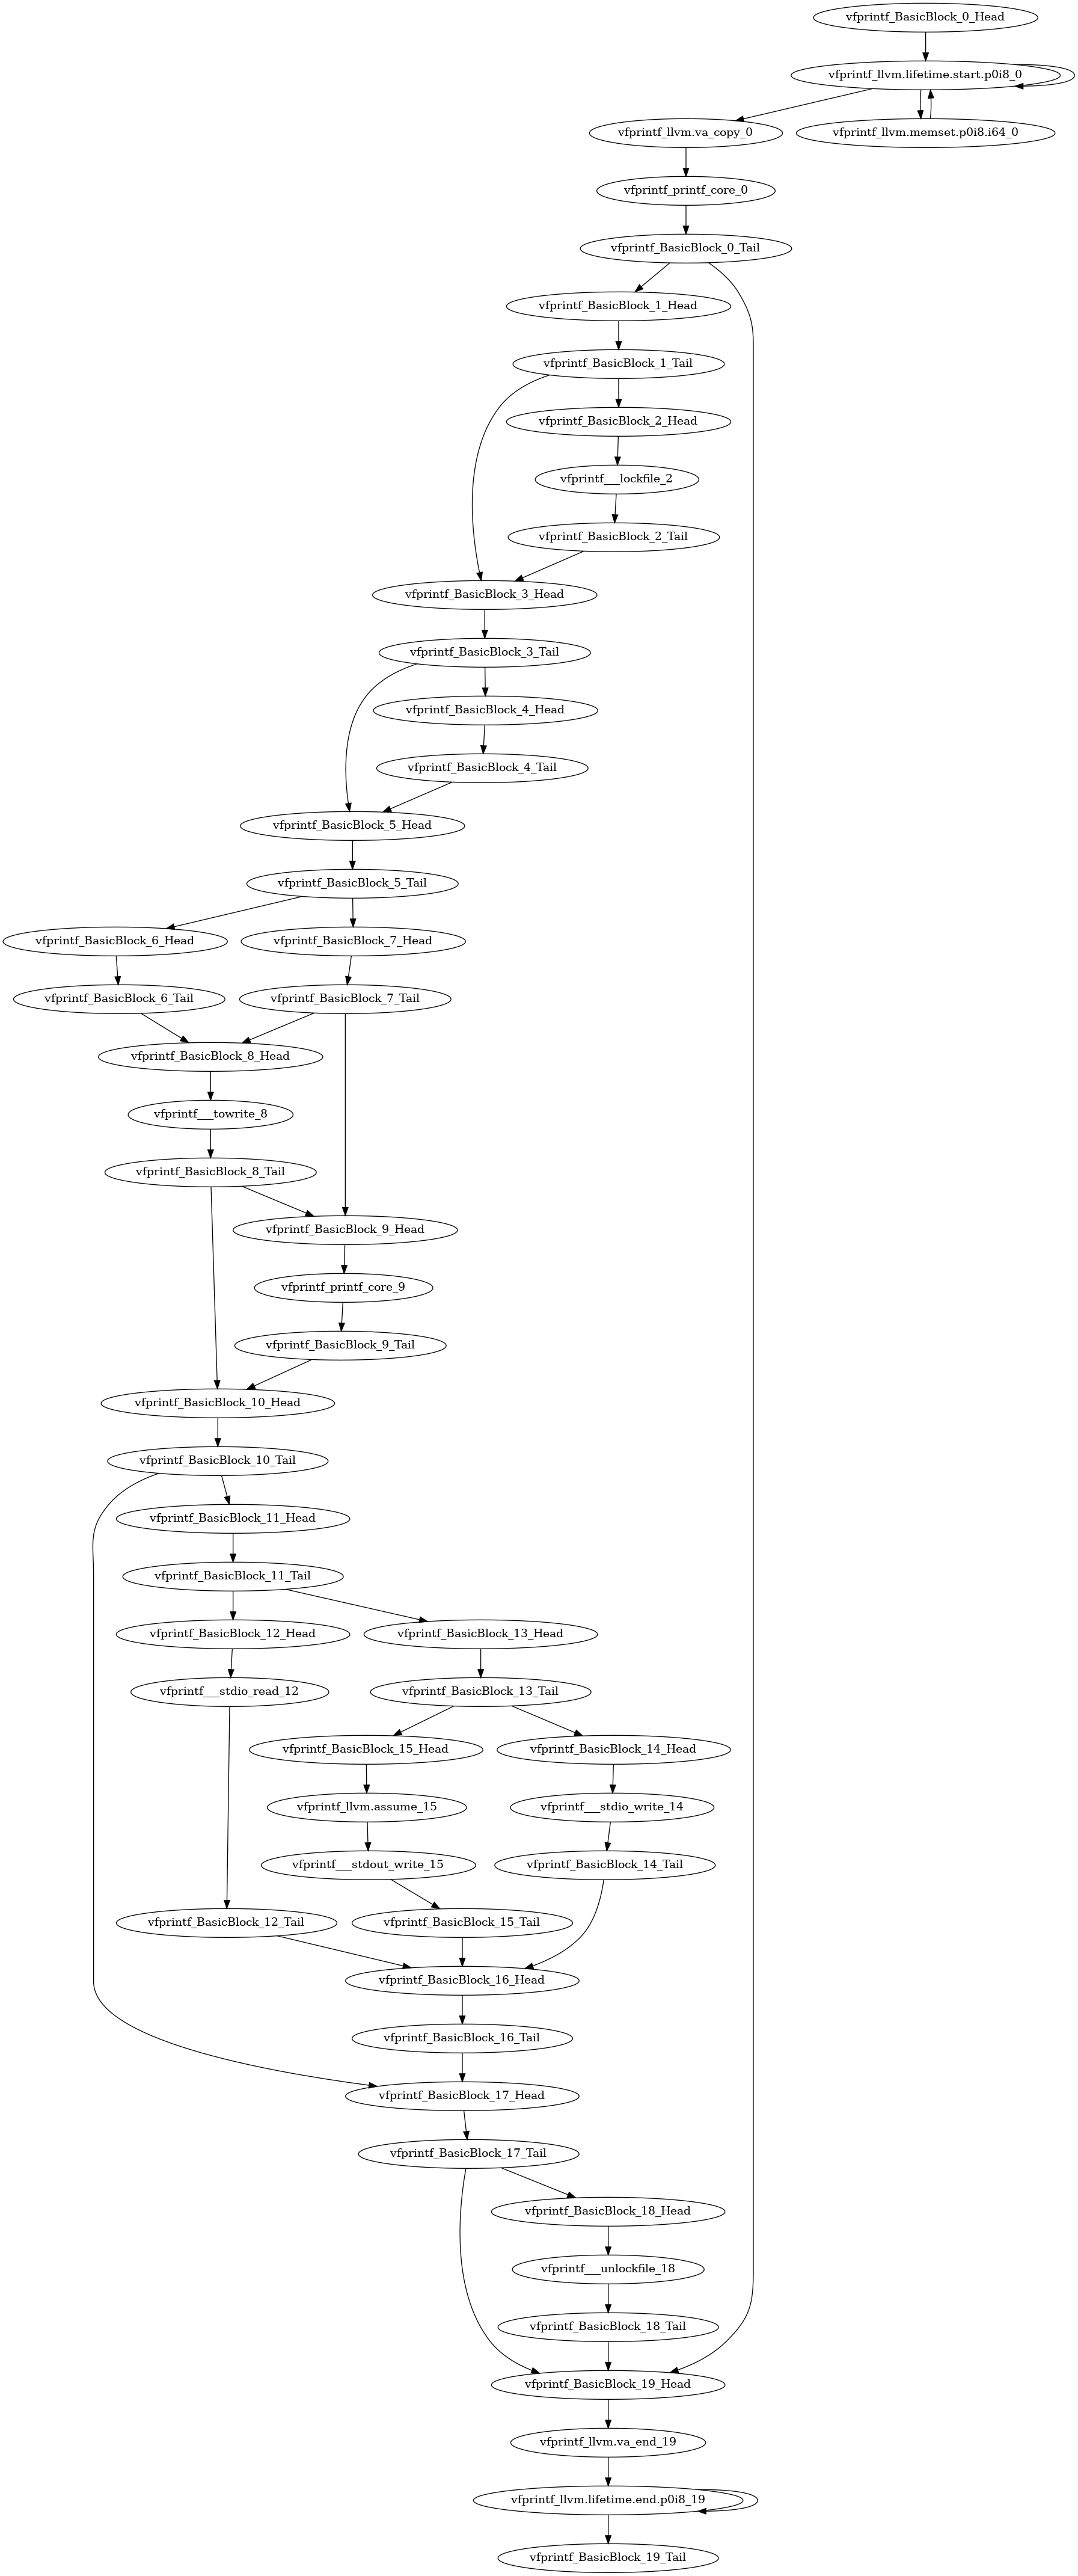 vfprintf_BasicBlock_0_Head
vfprintf_llvm.lifetime.start.p0i8_0
vfprintf_llvm.va_copy_0
vfprintf_llvm.memset.p0i8.i64_0
vfprintf_printf_core_0
vfprintf_BasicBlock_0_Tail
vfprintf_BasicBlock_1_Head
vfprintf_BasicBlock_1_Tail
vfprintf_BasicBlock_2_Head
vfprintf___lockfile_2
vfprintf_BasicBlock_2_Tail
vfprintf_BasicBlock_3_Head
vfprintf_BasicBlock_3_Tail
vfprintf_BasicBlock_4_Head
vfprintf_BasicBlock_4_Tail
vfprintf_BasicBlock_5_Head
vfprintf_BasicBlock_5_Tail
vfprintf_BasicBlock_6_Head
vfprintf_BasicBlock_7_Head
vfprintf_BasicBlock_6_Tail
vfprintf_BasicBlock_7_Tail
vfprintf_BasicBlock_8_Head
vfprintf___towrite_8
vfprintf_BasicBlock_8_Tail
vfprintf_BasicBlock_9_Head
vfprintf_printf_core_9
vfprintf_BasicBlock_9_Tail
vfprintf_BasicBlock_10_Head
vfprintf_BasicBlock_10_Tail
vfprintf_BasicBlock_11_Head
vfprintf_BasicBlock_11_Tail
vfprintf_BasicBlock_12_Head
vfprintf_BasicBlock_13_Head
vfprintf___stdio_read_12
vfprintf_BasicBlock_13_Tail
vfprintf_BasicBlock_15_Head
vfprintf_BasicBlock_14_Head
vfprintf_llvm.assume_15
vfprintf___stdio_write_14
vfprintf___stdout_write_15
vfprintf_BasicBlock_14_Tail
vfprintf_BasicBlock_12_Tail
vfprintf_BasicBlock_15_Tail
vfprintf_BasicBlock_16_Head
vfprintf_BasicBlock_16_Tail
vfprintf_BasicBlock_17_Head
vfprintf_BasicBlock_17_Tail
vfprintf_BasicBlock_18_Head
vfprintf___unlockfile_18
vfprintf_BasicBlock_18_Tail
vfprintf_BasicBlock_19_Head
vfprintf_llvm.va_end_19
vfprintf_llvm.lifetime.end.p0i8_19
vfprintf_BasicBlock_19_Tail